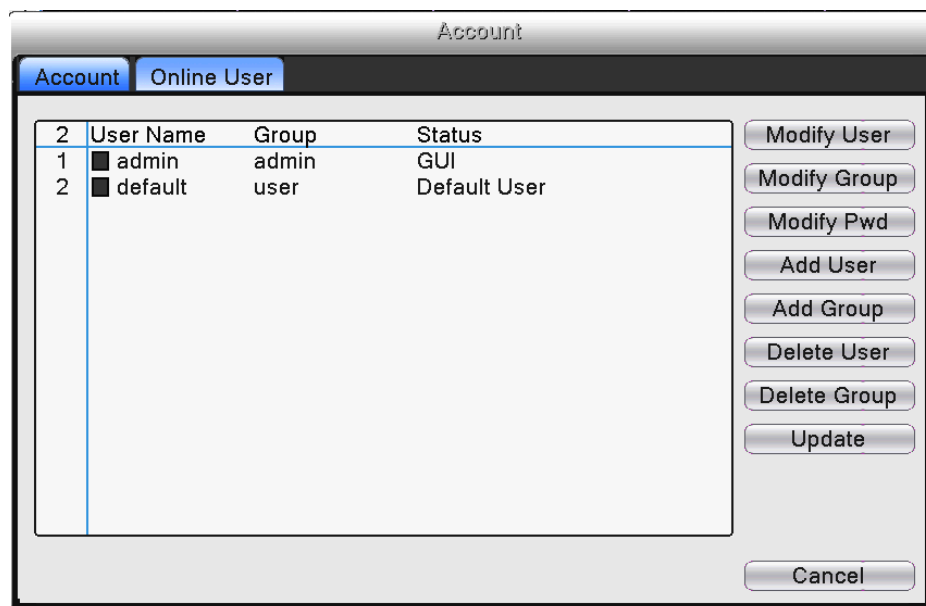 Account
Account Online User
2 User Name Group Status
1 admin admin GUI
2 default user Default User
Modify User
Modify Group
Modify Pwd
Add User
Add Group
Delete User
Delete Group
Update
Cancel